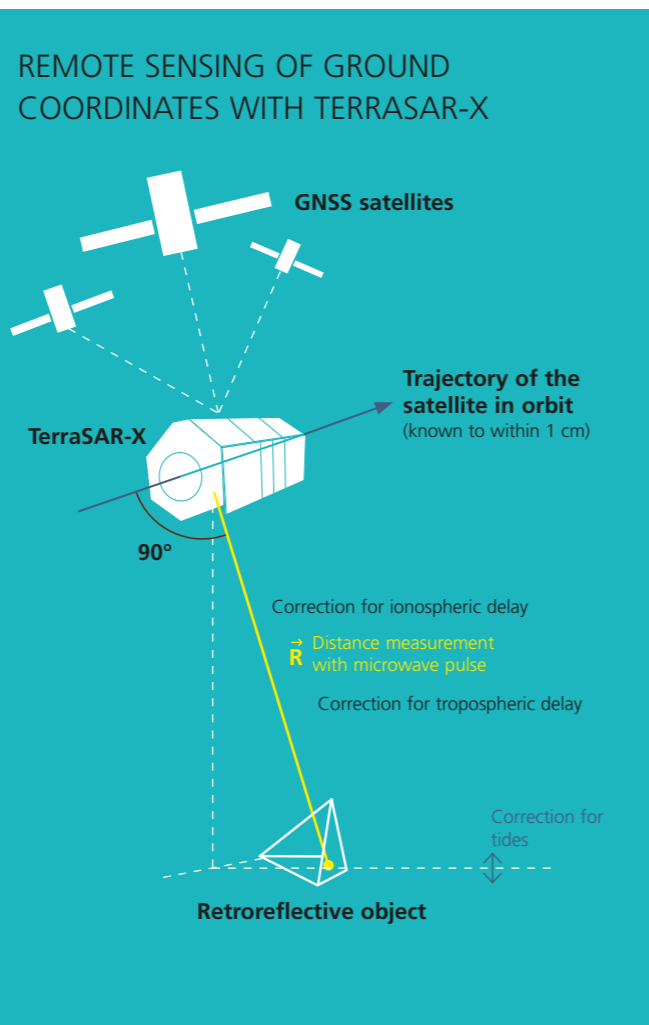 REMOTE SENSING OF GROUND
COORDINATES WITH TERRASAR-X
GNSS satellites
Trajectory of the
satellite in orbit
(known to within 1 cm)
TerraSAR-X
90°
Correction for ionospheric delay
R⃗ Distance measurement
with microwave pulse
Correction for tropospheric delay
Correction for
tides
Retroreflective object